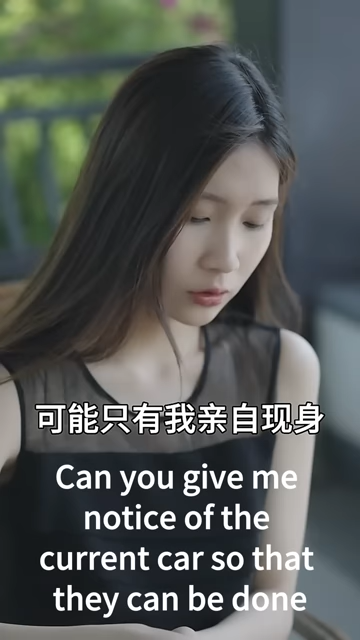 可能只有我亲自现身
Can you give me
notice of the
current car so that
they can be done